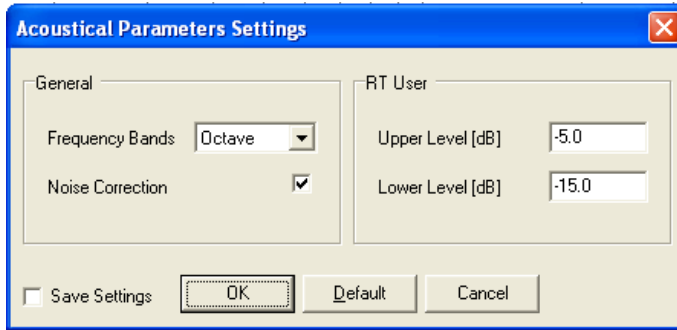 Acoustical Parameters Settings
General
Frequency Bands Octave
Noise Correction
RT User
Upper Level [dB] -5.0
Lower Level [dB] -15.0
Save Settings OK Default Cancel